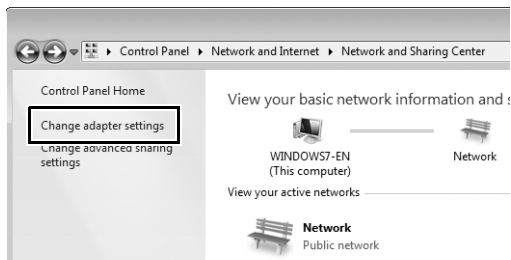 Control Panel ▸ Network and Internet ▸ Network and Sharing Center
Control Panel Home
Change adapter settings
Change advanced sharing
settings
View your basic network information and s
WINDOWS7-EN
(This computer)
Network
View your active networks
Network
Public network